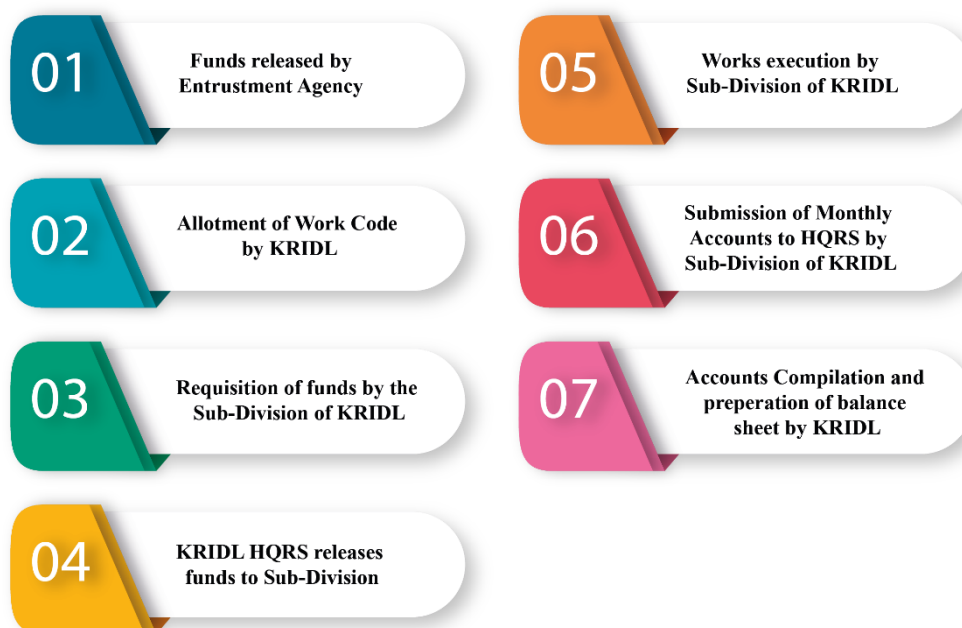 01
Funds released by
Entrustment Agency
02
Allotment of Work Code
by KRIDL
03
Requisition of funds by the
Sub-Division of KRIDL
04
KRIDL HQRS releases
funds to Sub-Division
05
Works execution by
Sub-Division of KRIDL
06
Submission of Monthly
Accounts to HQRS by
Sub-Division of KRIDL
07
Accounts Compilation and
preperation of balance
sheet by KRIDL